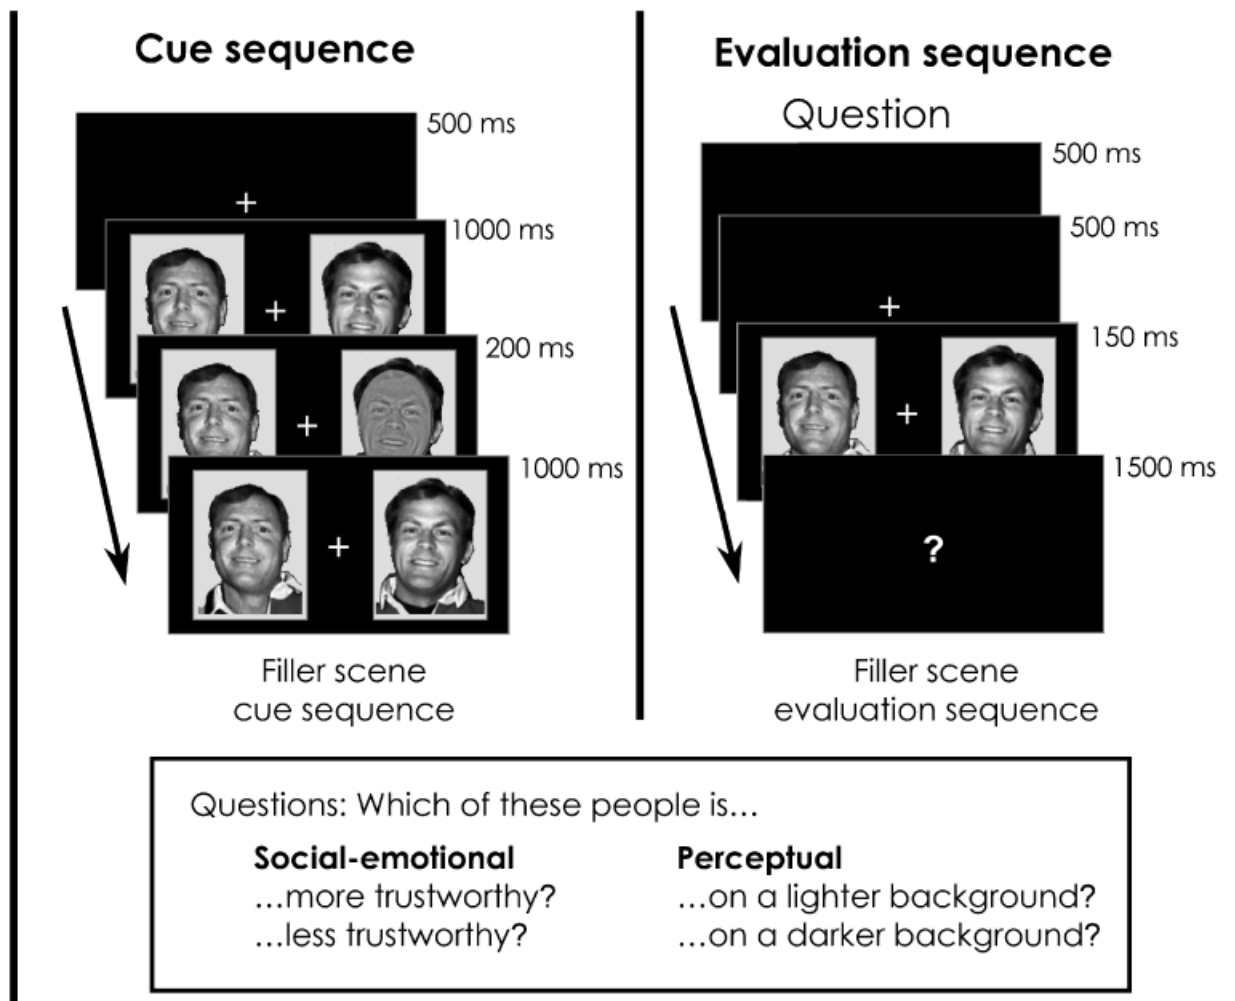 Cue sequence
500 ms
+
1000 ms
+
200 ms
+
1000 ms
+
Filler scene
cue sequence
Evaluation sequence
Question
500 ms
500 ms
+
150 ms
+
1500 ms
?
Filler scene
evaluation sequence
Questions: Which of these people is...
Social-emotional
...more trustworthy?
...less trustworthy?
Perceptual
...on a lighter background?
...on a darker background?